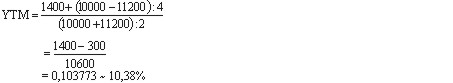 YTM = 1400+ (10000 – 11200) : 4
(10000 +11200) : 2
= 1400 – 300
10600
= 0,103773 ~ 10,38%